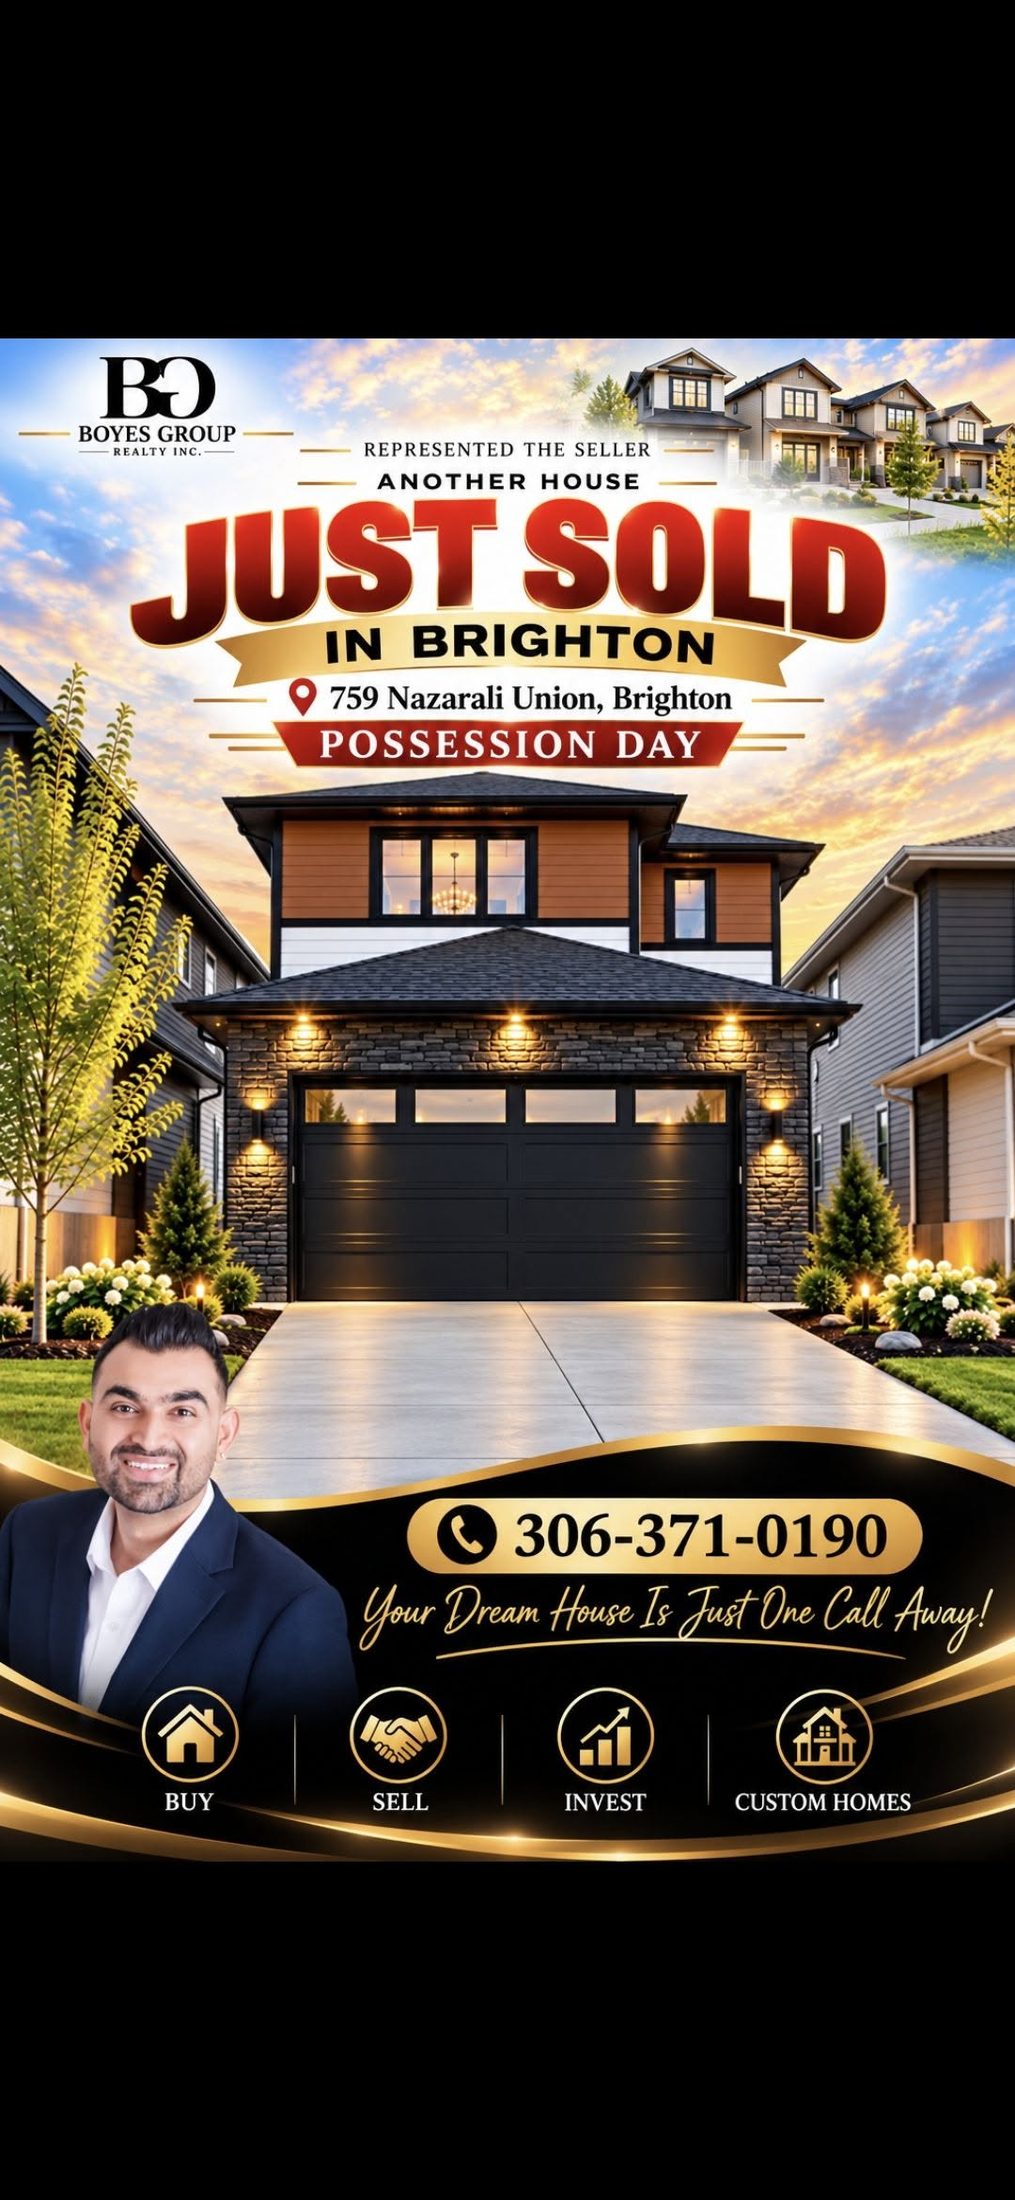 BG
BOYES GROUP
REALTY INC.
REPRESENTED THE SELLER
ANOTHER HOUSE
JUST SOLD
IN BRIGHTON
759 Nazarali Union, Brighton
POSSESSION DAY
306-371-0190
Your Dream House Is Just One Call Away!
BUY
SELL
INVEST
CUSTOM HOMES